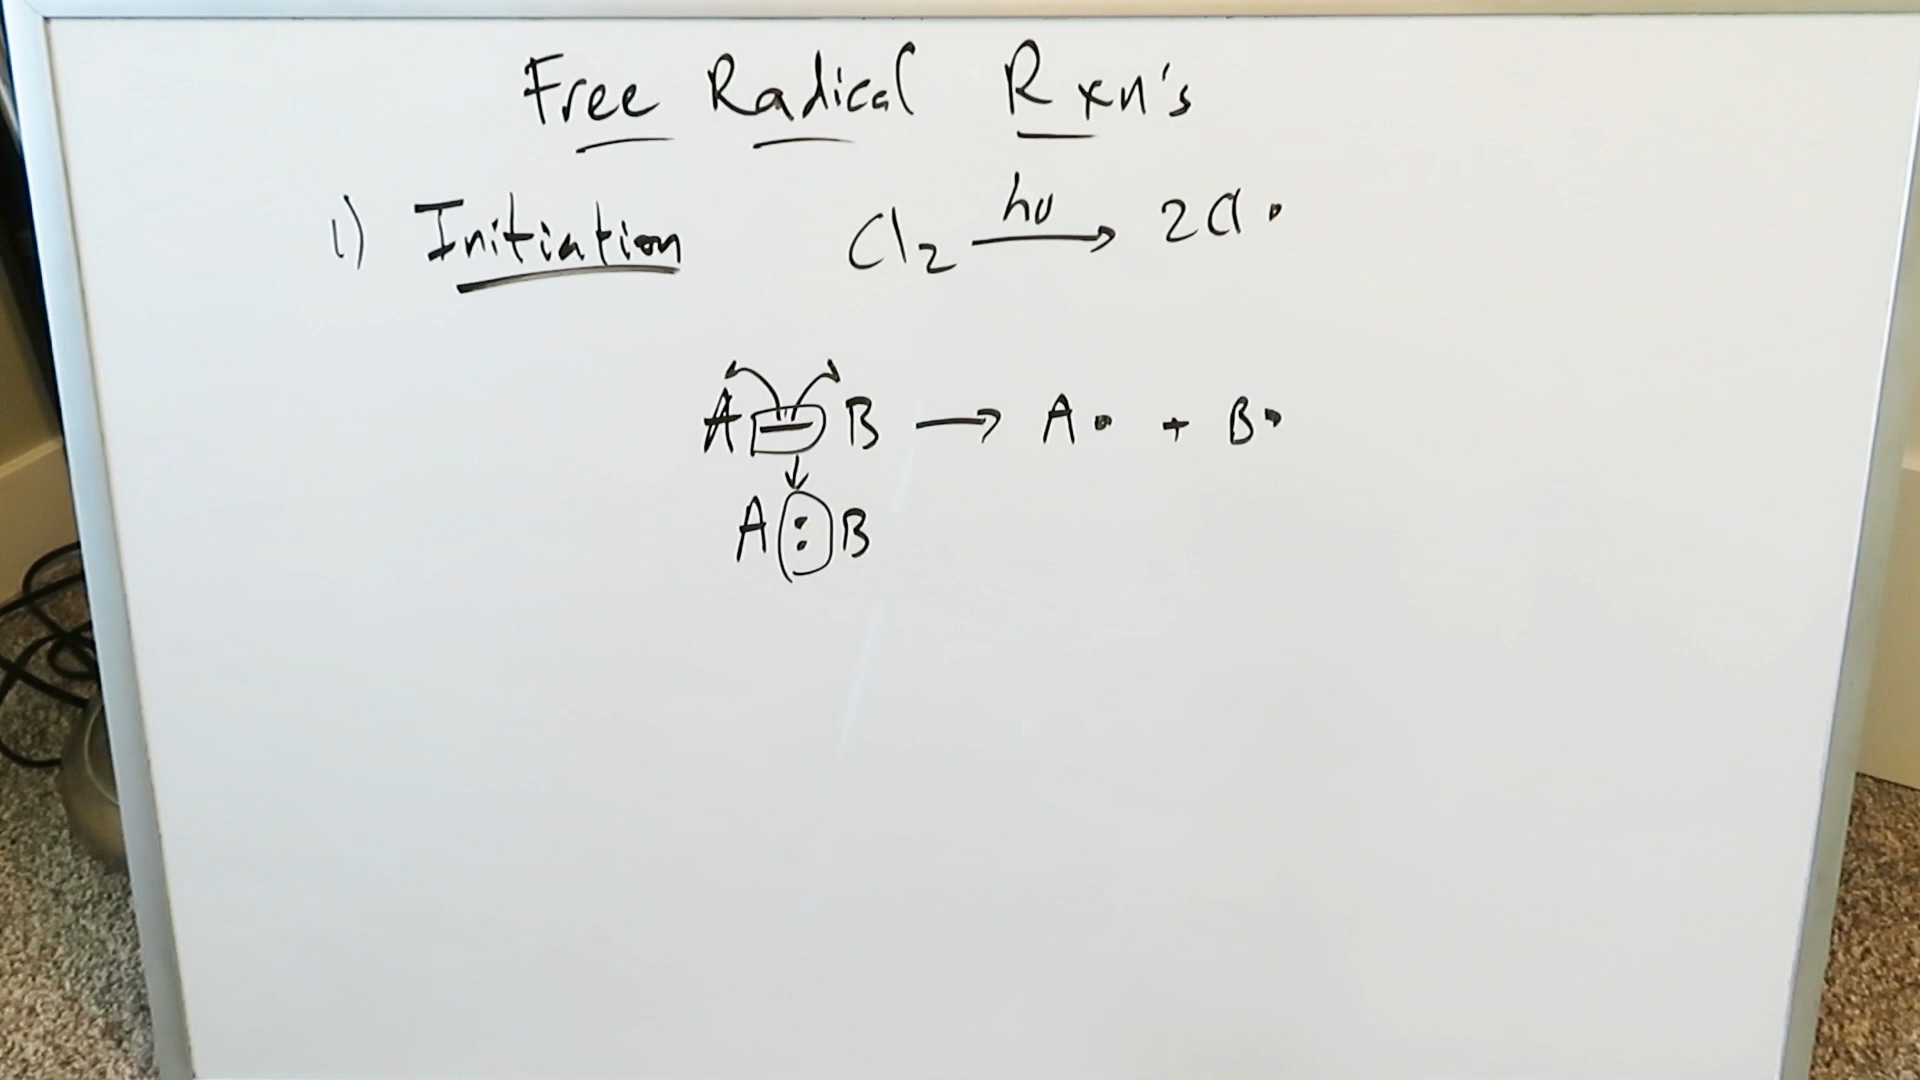 Free Radical Rxn's
1) Initiation Cl2 hν → 2Cl •
A — B → A • + B •
↓
A : B